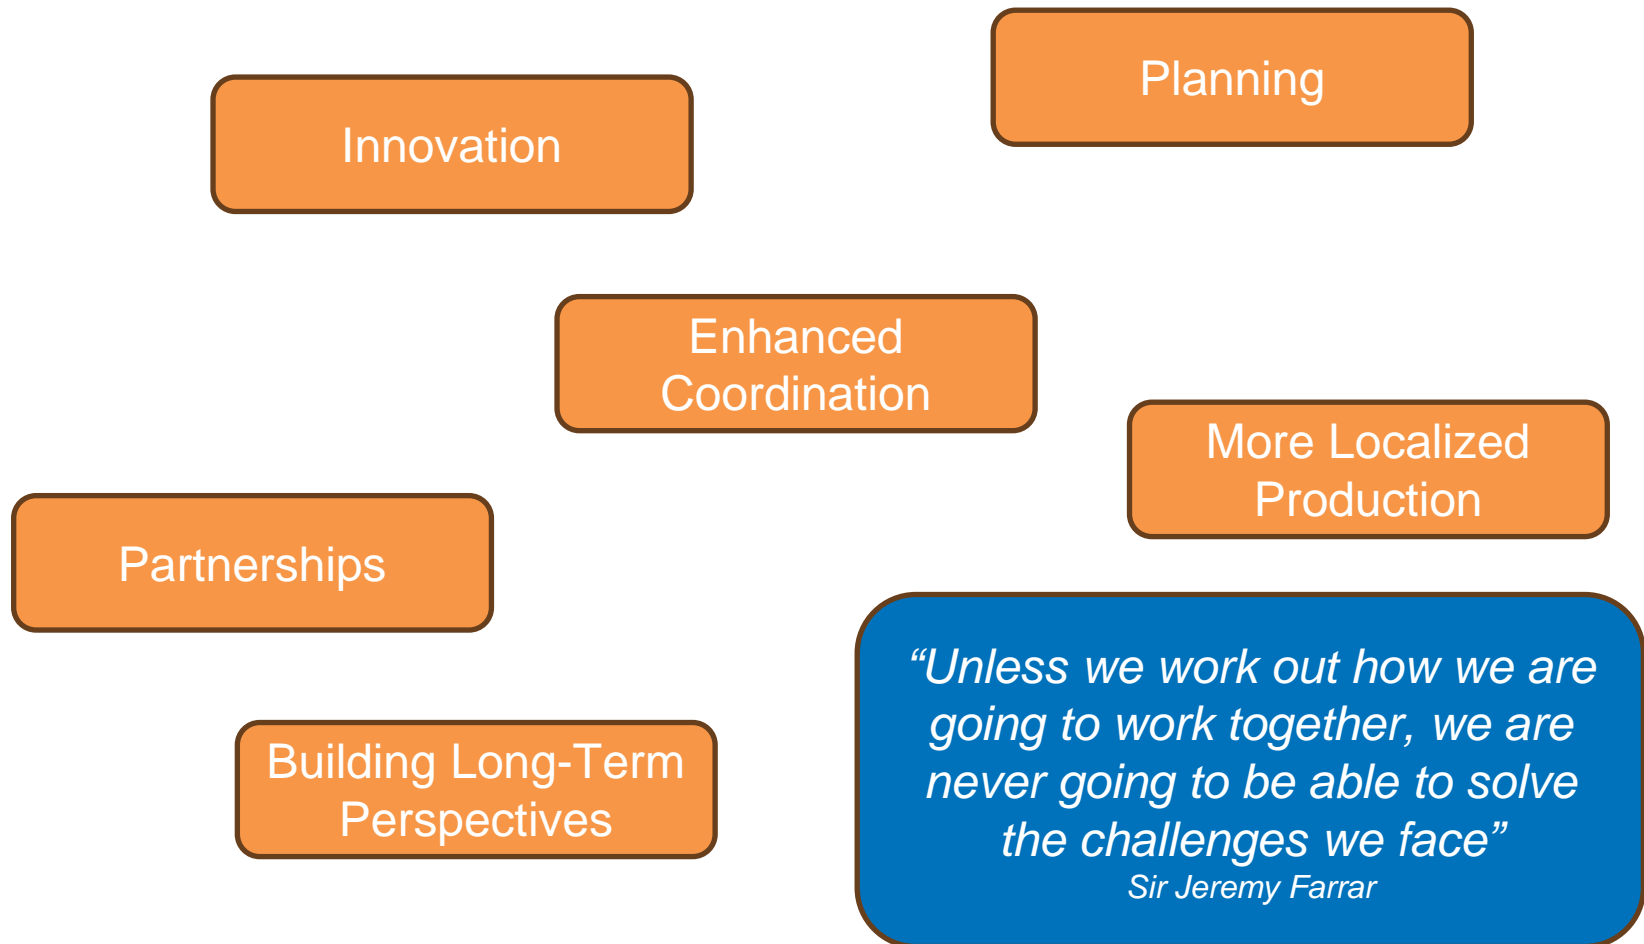 Planning
Innovation
Enhanced
Coordination
More Localized
Production
Partnerships
“Unless we work out how we are
going to work together, we are
never going to be able to solve
the challenges we face”
Sir Jeremy Farrar
Building Long-Term
Perspectives